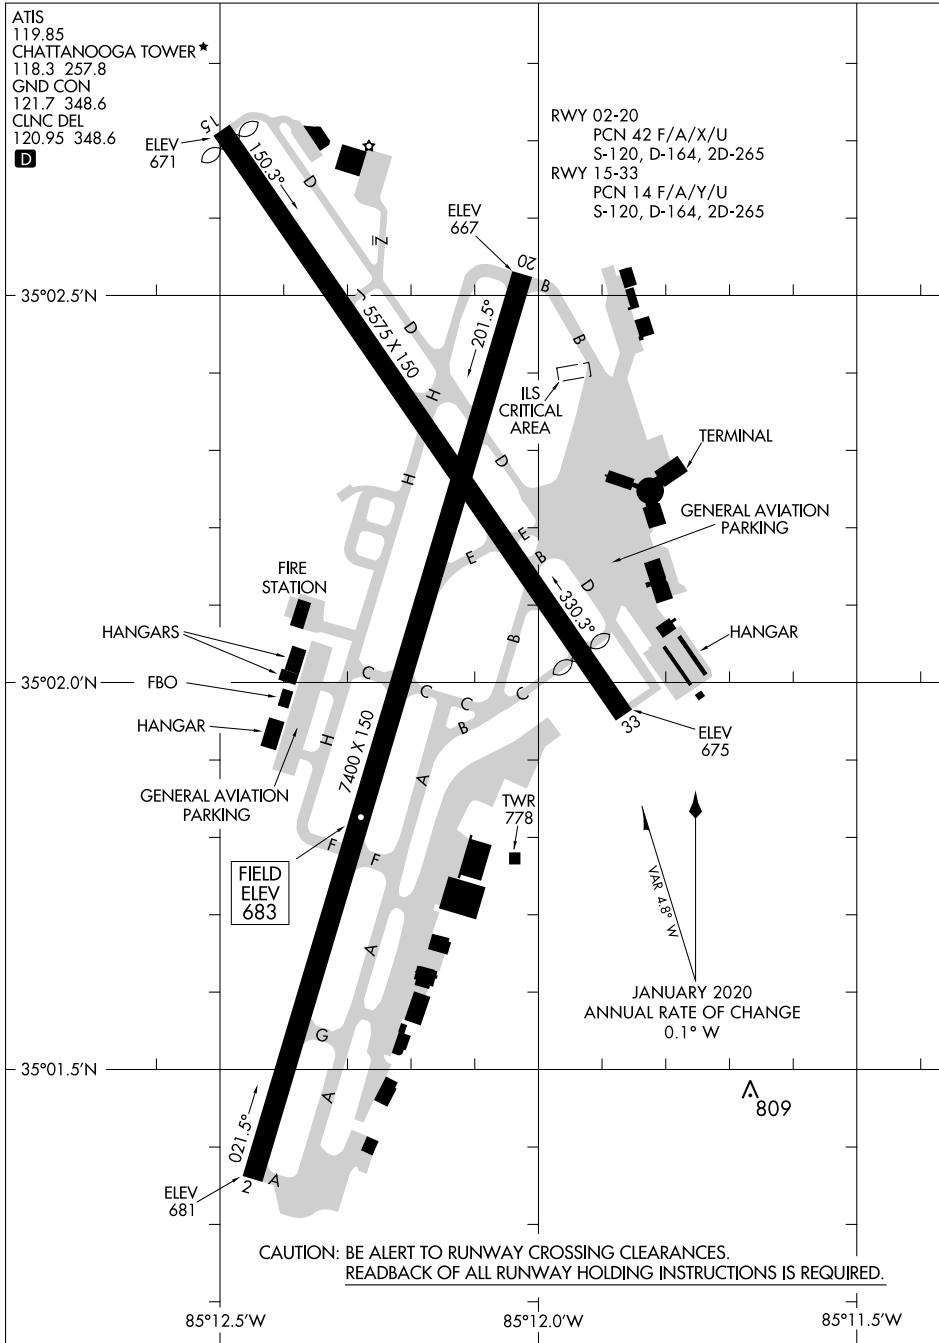 ATIS
119.85
CHATTANOOGA TOWER
118.3 257.8
GND CON
121.7 348.6
CLNC DEL
120.95 348.6
D
RWY 02-20
PCN 42 F/A/X/U
S-120, D-164, 2D-265
RWY 15-33
PCN 14 F/A/Y/U
S-120, D-164, 2D-265
15
ELEV
671
150.3°
D
Z
ELEV
667
20
B
35°02.5'N
5575 X 150
D
201.5°
B
H
ILS
CRITICAL
AREA
TERMINAL
D
H
GENERAL AVIATION
PARKING
E
E
B
D
FIRE
STATION
330.3°
HANGARS
B
HANGAR
35°02.0'N
FBO
C
C
C
C
HANGAR
H
7400 X 150
B
33
ELEV
675
A
GENERAL AVIATION
PARKING
TWR
778
F
F
FIELD
ELEV
683
VAR 4.8° W
A
JANUARY 2020
ANNUAL RATE OF CHANGE
0.1° W
G
35°01.5'N
A
809
021.5°
2
A
ELEV
681
CAUTION: BE ALERT TO RUNWAY CROSSING CLEARANCES.
READBACK OF ALL RUNWAY HOLDING INSTRUCTIONS IS REQUIRED.
85°12.5'W
85°12.0'W
85°11.5'W